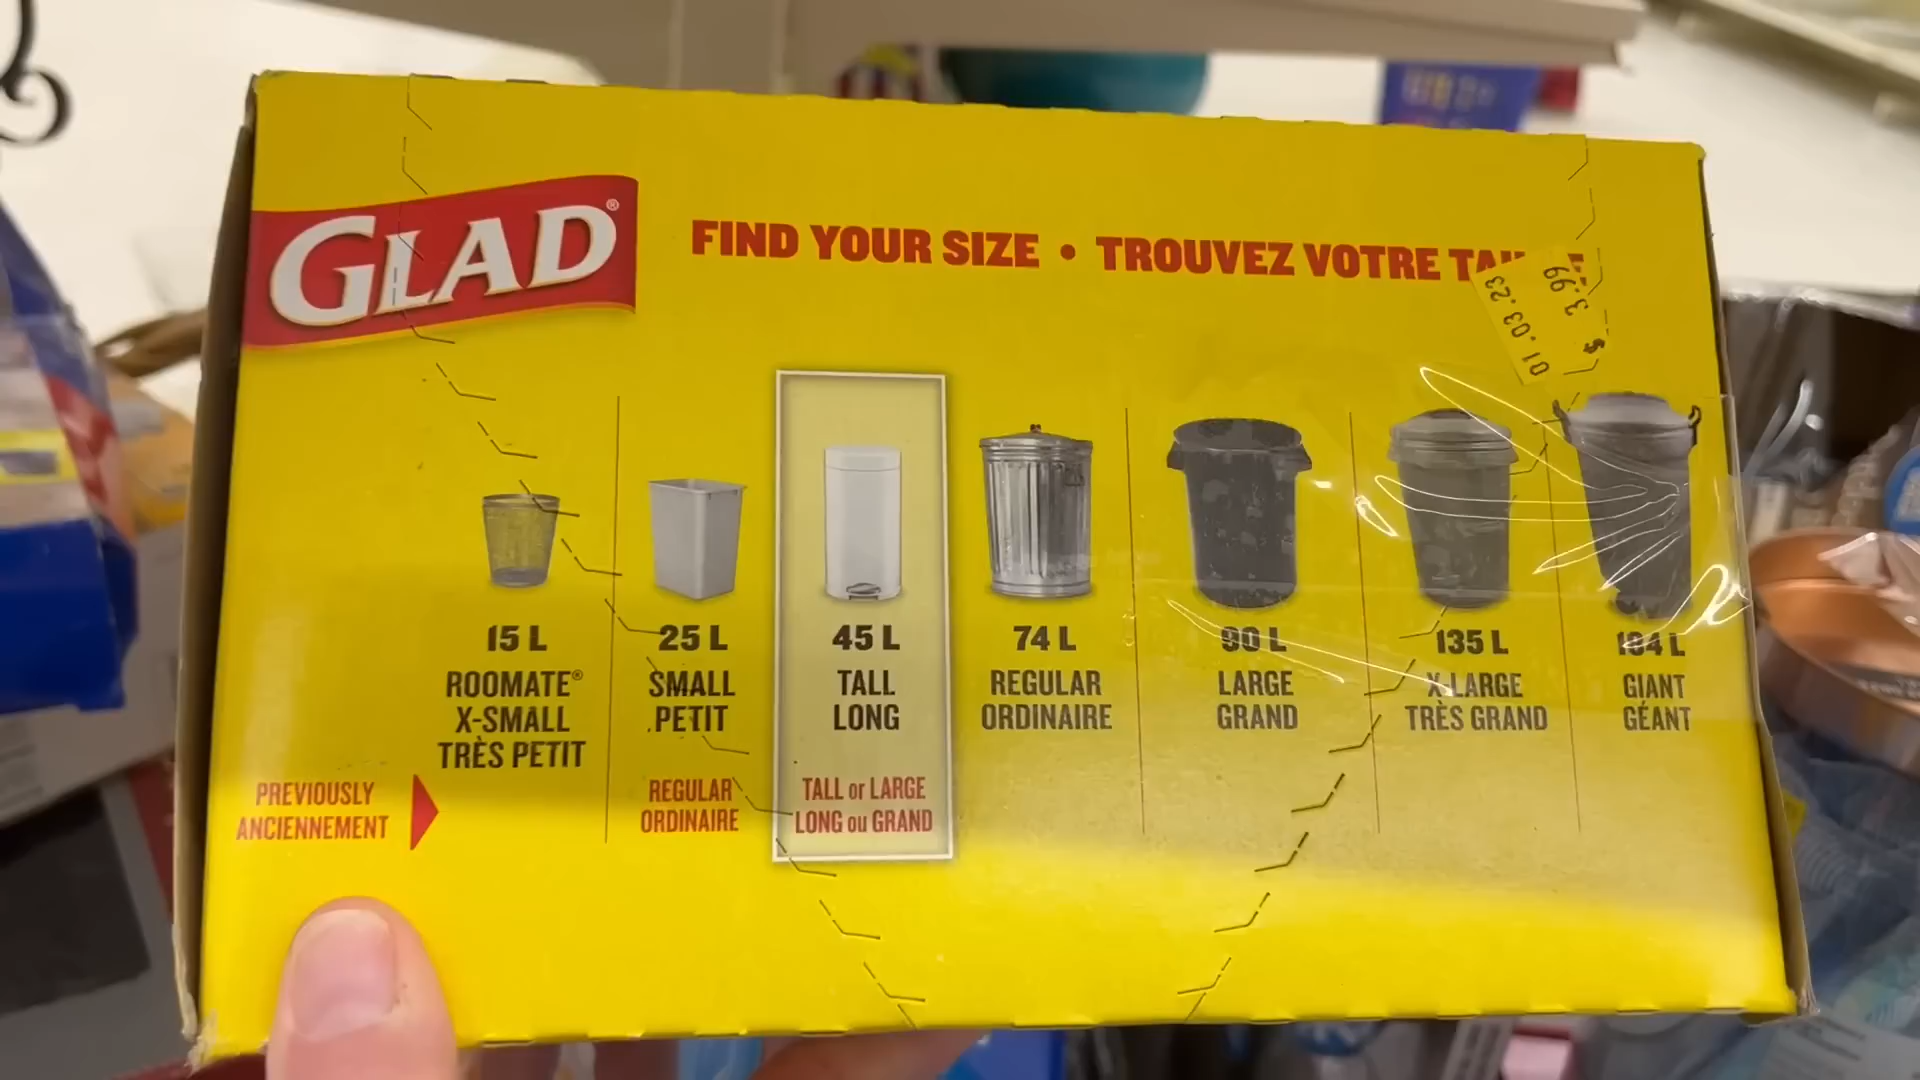 GLAD®
FIND YOUR SIZE • TROUVEZ VOTRE
01.03.23
$ 3.99
15 L
ROOMATE®
X-SMALL
TRÈS PETIT
25 L
SMALL
PETIT
REGULAR
ORDINAIRE
45 L
TALL
LONG
TALL or LARGE
LONG ou GRAND
74 L
REGULAR
ORDINAIRE
90 L
LARGE
GRAND
135 L
X-LARGE
TRÈS GRAND
GIANT
GÉANT
PREVIOUSLY
ANCIENNEMENT